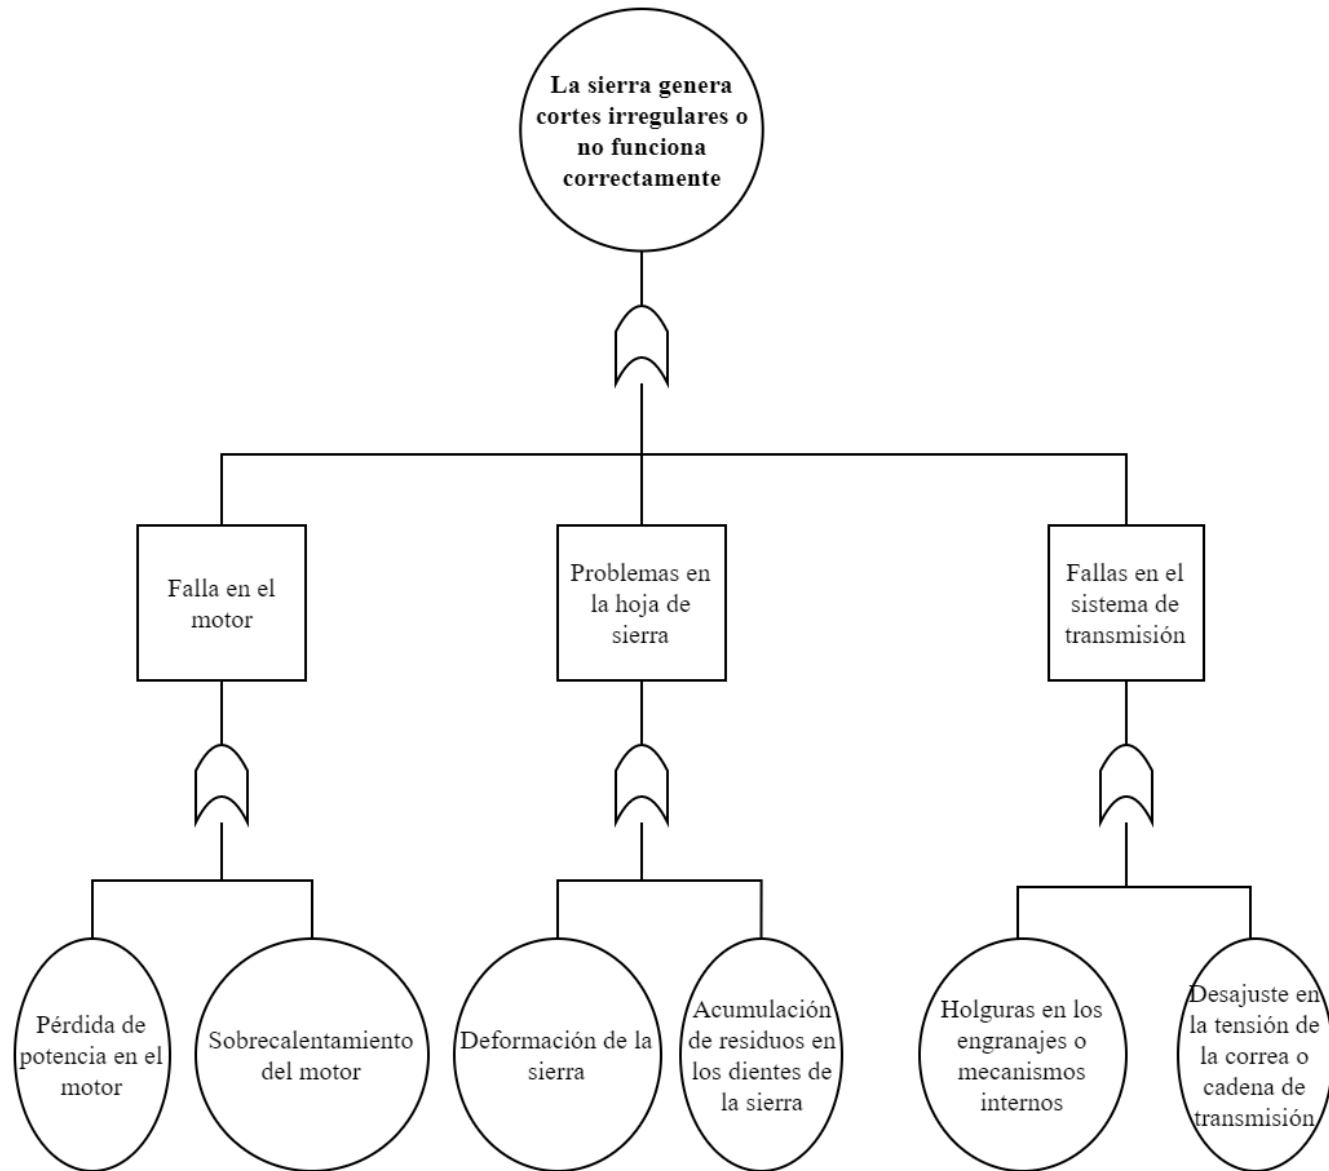 La sierra genera
cortes irregulares o
no funciona
correctamente
Falla en el
motor
Problemas en
la hoja de
sierra
Fallas en el
sistema de
transmisión
Pérdida de
potencia en el
motor
Sobrecalentamiento
del motor
Deformación de la
sierra
Acumulación
de residuos en
los dientes de
la sierra
Holguras en los
engranajes o
mecanismos
internos
Desajuste en
la tensión de
la correa o
cadena de
transmisión